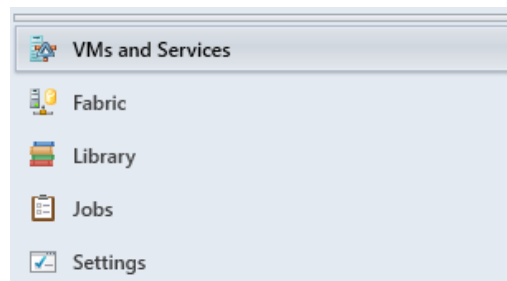 VMs and Services
Fabric
Library
Jobs
Settings